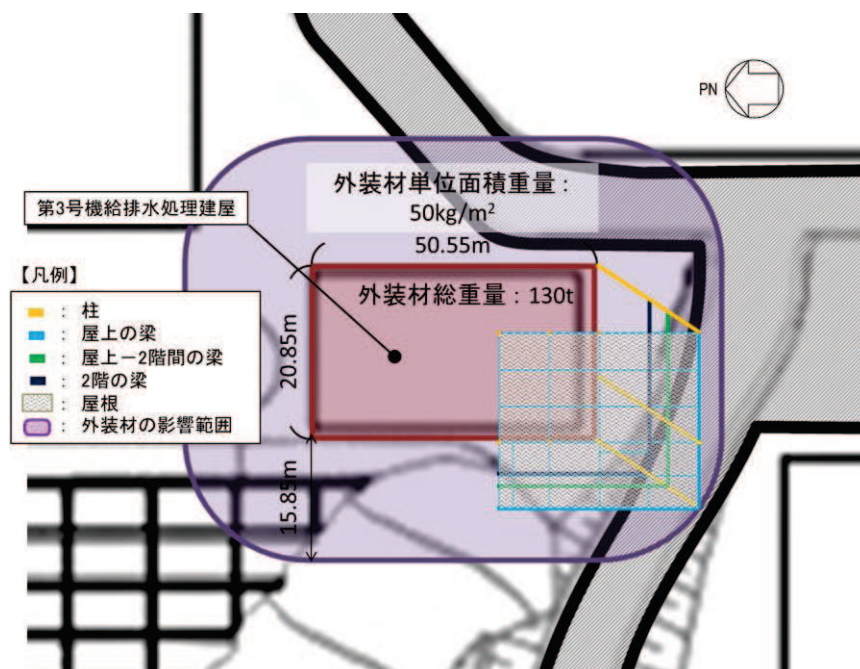 PN
外装材単位面積重量：
50kg/m²
50.55m
第3号機給排水処理建屋
外装材総重量：130t
20.85m
15.85m
【凡例】
：柱
：屋上の梁
：屋上－2階間の梁
：2階の梁
：屋根
：外装材の影響範囲